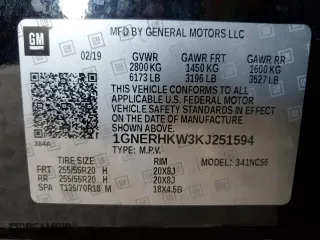 GM
MFD BY GENERAL MOTORS LLC
02/19
GVWR GAWR FRT GAWR RR
2800 KG 1450 KG 1600 KG
6173 LB 3196 LB 3527 LB
THIS VEHICLE CONFORMS TO ALL APPLICABLE
U.S. FEDERAL MOTOR VEHICLE
SAFETY STANDARDS IN EFFECT ON THE DATE OF
MANUFACTURE SHOWN ABOVE.
1GNERHKW3KJ251594
TYPE: M.P.V. MODEL: 341NC56
384A
TIRE SIZE RIM
FRT 255/55R20 H 20X8J
RR 255/55R20 H 20X8J
SPA T135/70R18 M 18X4.5B